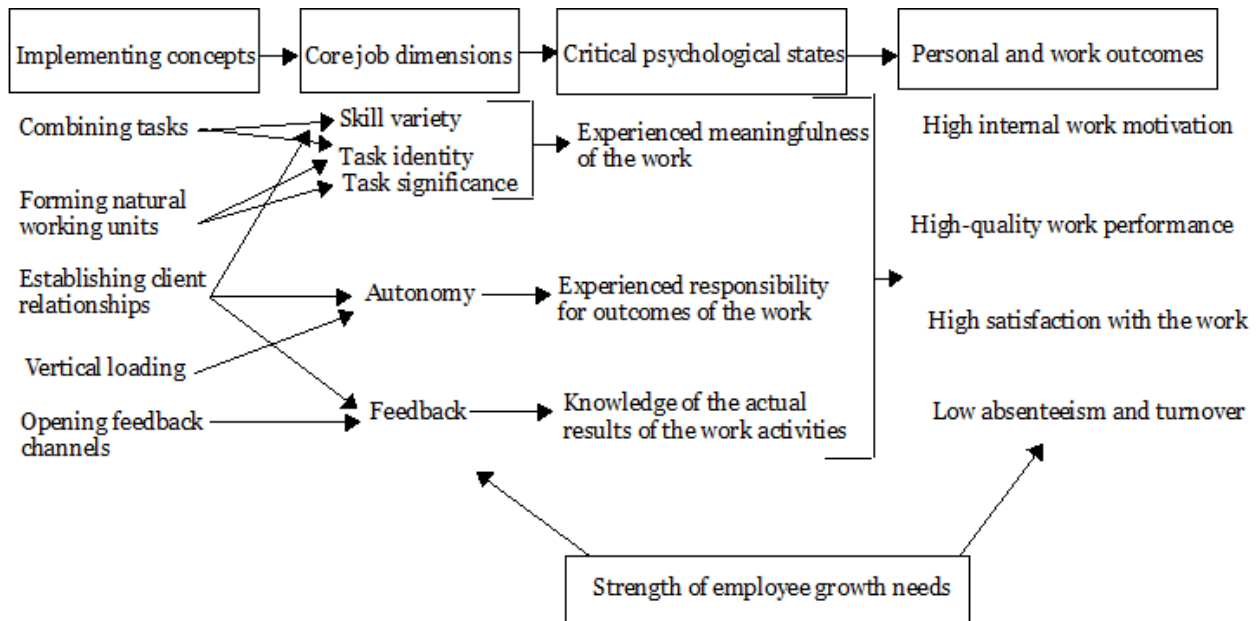 Implementing concepts
Core job dimensions
Critical psychological states
Personal and work outcomes
Combining tasks
Skill variety
Task identity
Task significance
Experienced meaningfulness
of the work
High internal work motivation
Forming natural
working units
High-quality work performance
Establishing client
relationships
Autonomy
Experienced responsibility
for outcomes of the work
High satisfaction with the work
Vertical loading
Opening feedback
channels
Feedback
Knowledge of the actual
results of the work activities
Low absenteeism and turnover
Strength of employee growth needs